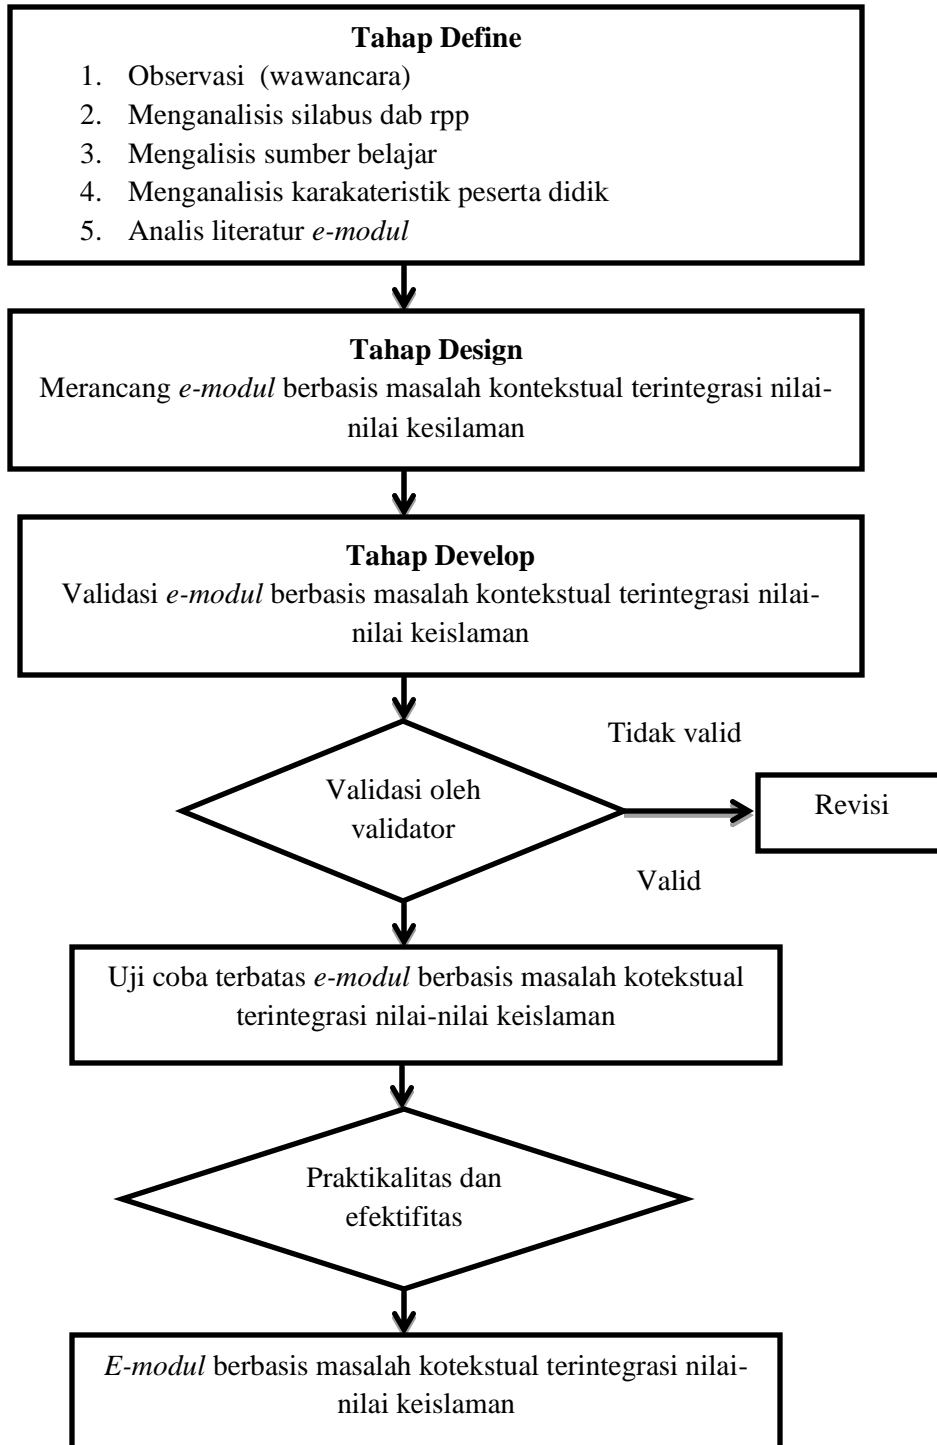 Tahap Define
1. Observasi (wawancara)
2. Menganalisis silabus dab rpp
3. Mengalisis sumber belajar
4. Menganalisis karakateristik peserta didik
5. Analis literatur e-modul
Tahap Design
Merancang e-modul berbasis masalah kontekstual terintegrasi nilai-
nilai kesilaman
Tahap Develop
Validasi e-modul berbasis masalah kontekstual terintegrasi nilai-
nilai keislaman
Tidak valid
Validasi oleh
validator
Revisi
Valid
Uji coba terbatas e-modul berbasis masalah kotekstual
terintegrasi nilai-nilai keislaman
Praktikalitas dan
efektifitas
E-modul berbasis masalah kotekstual terintegrasi nilai-
nilai keislaman